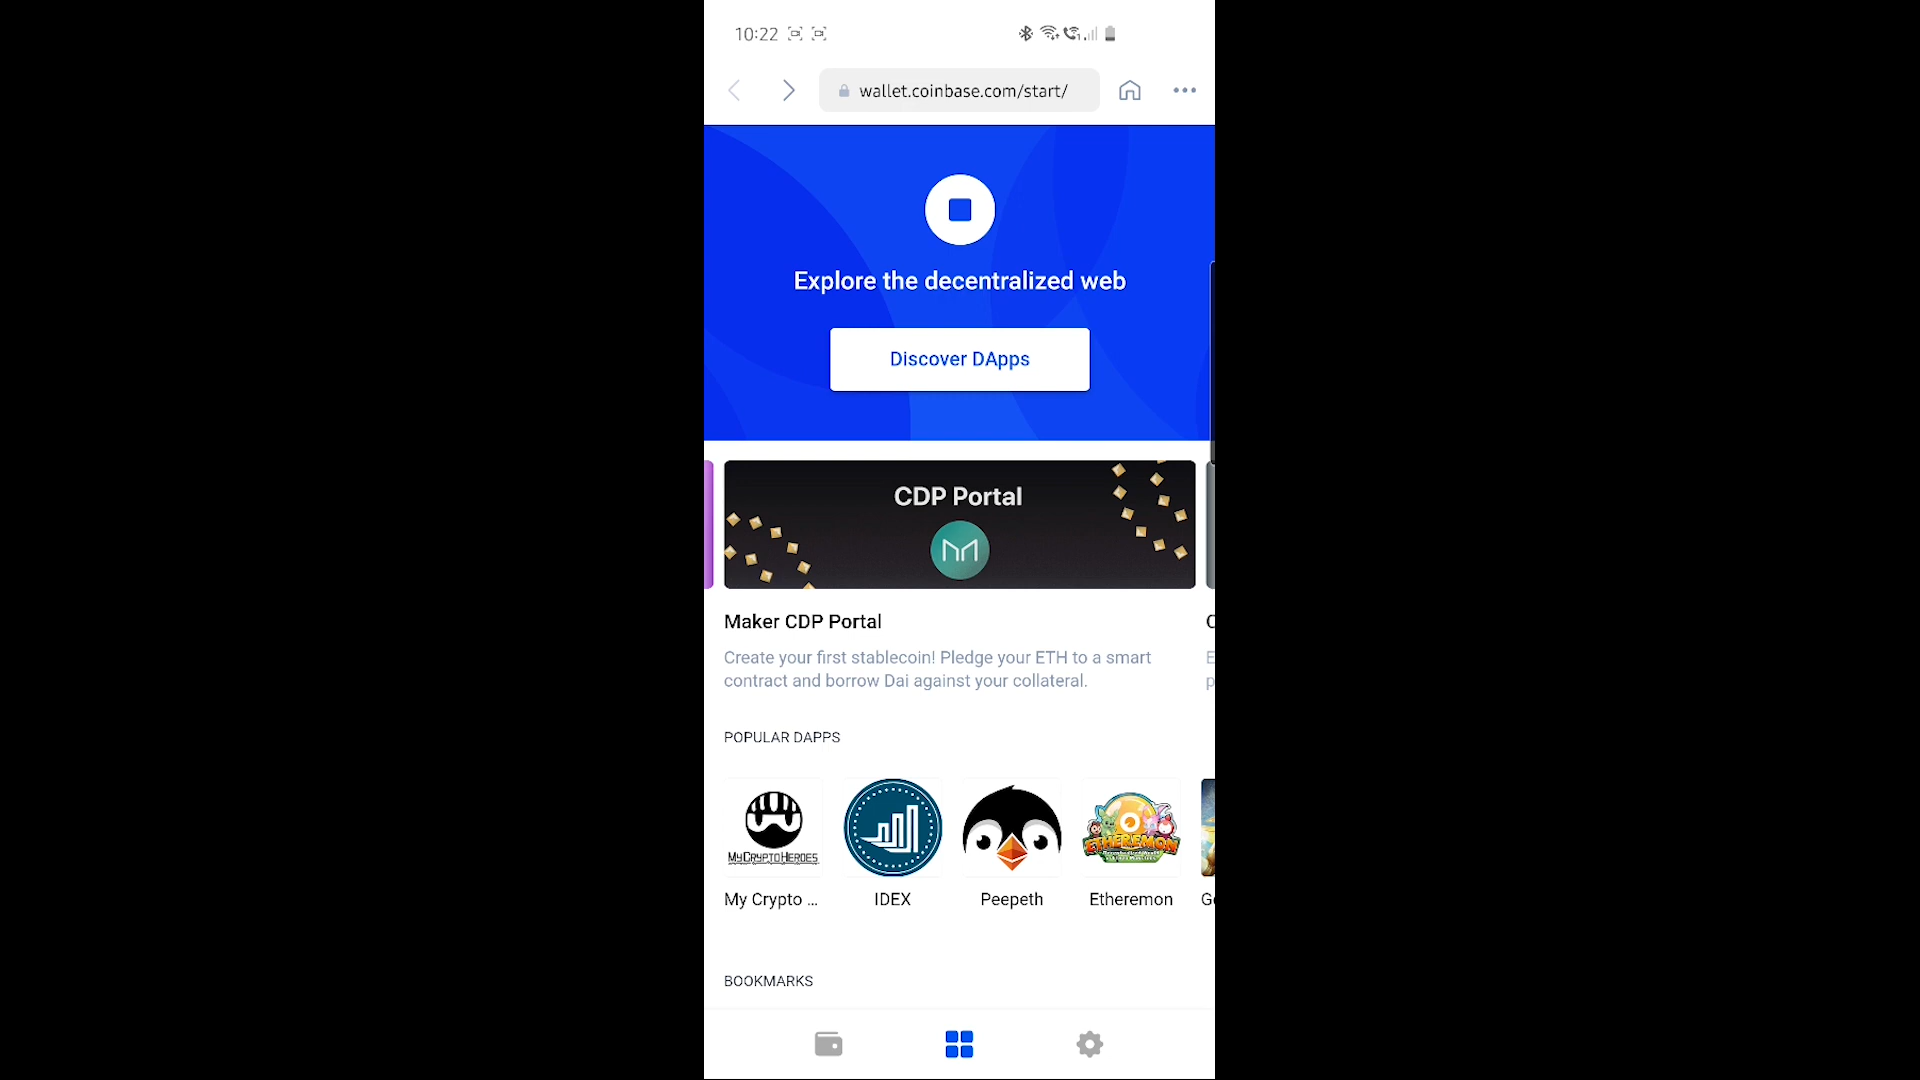 10:22
wallet.coinbase.com/start/
Explore the decentralized web
Discover DApps
CDP Portal
Maker CDP Portal
Create your first stablecoin! Pledge your ETH to a smart
contract and borrow Dai against your collateral.
POPULAR DAPPS
MYCRYPTOHEROES
ETHEREMON
My Crypto ...
IDEX
Peepeth
Etheremon
BOOKMARKS